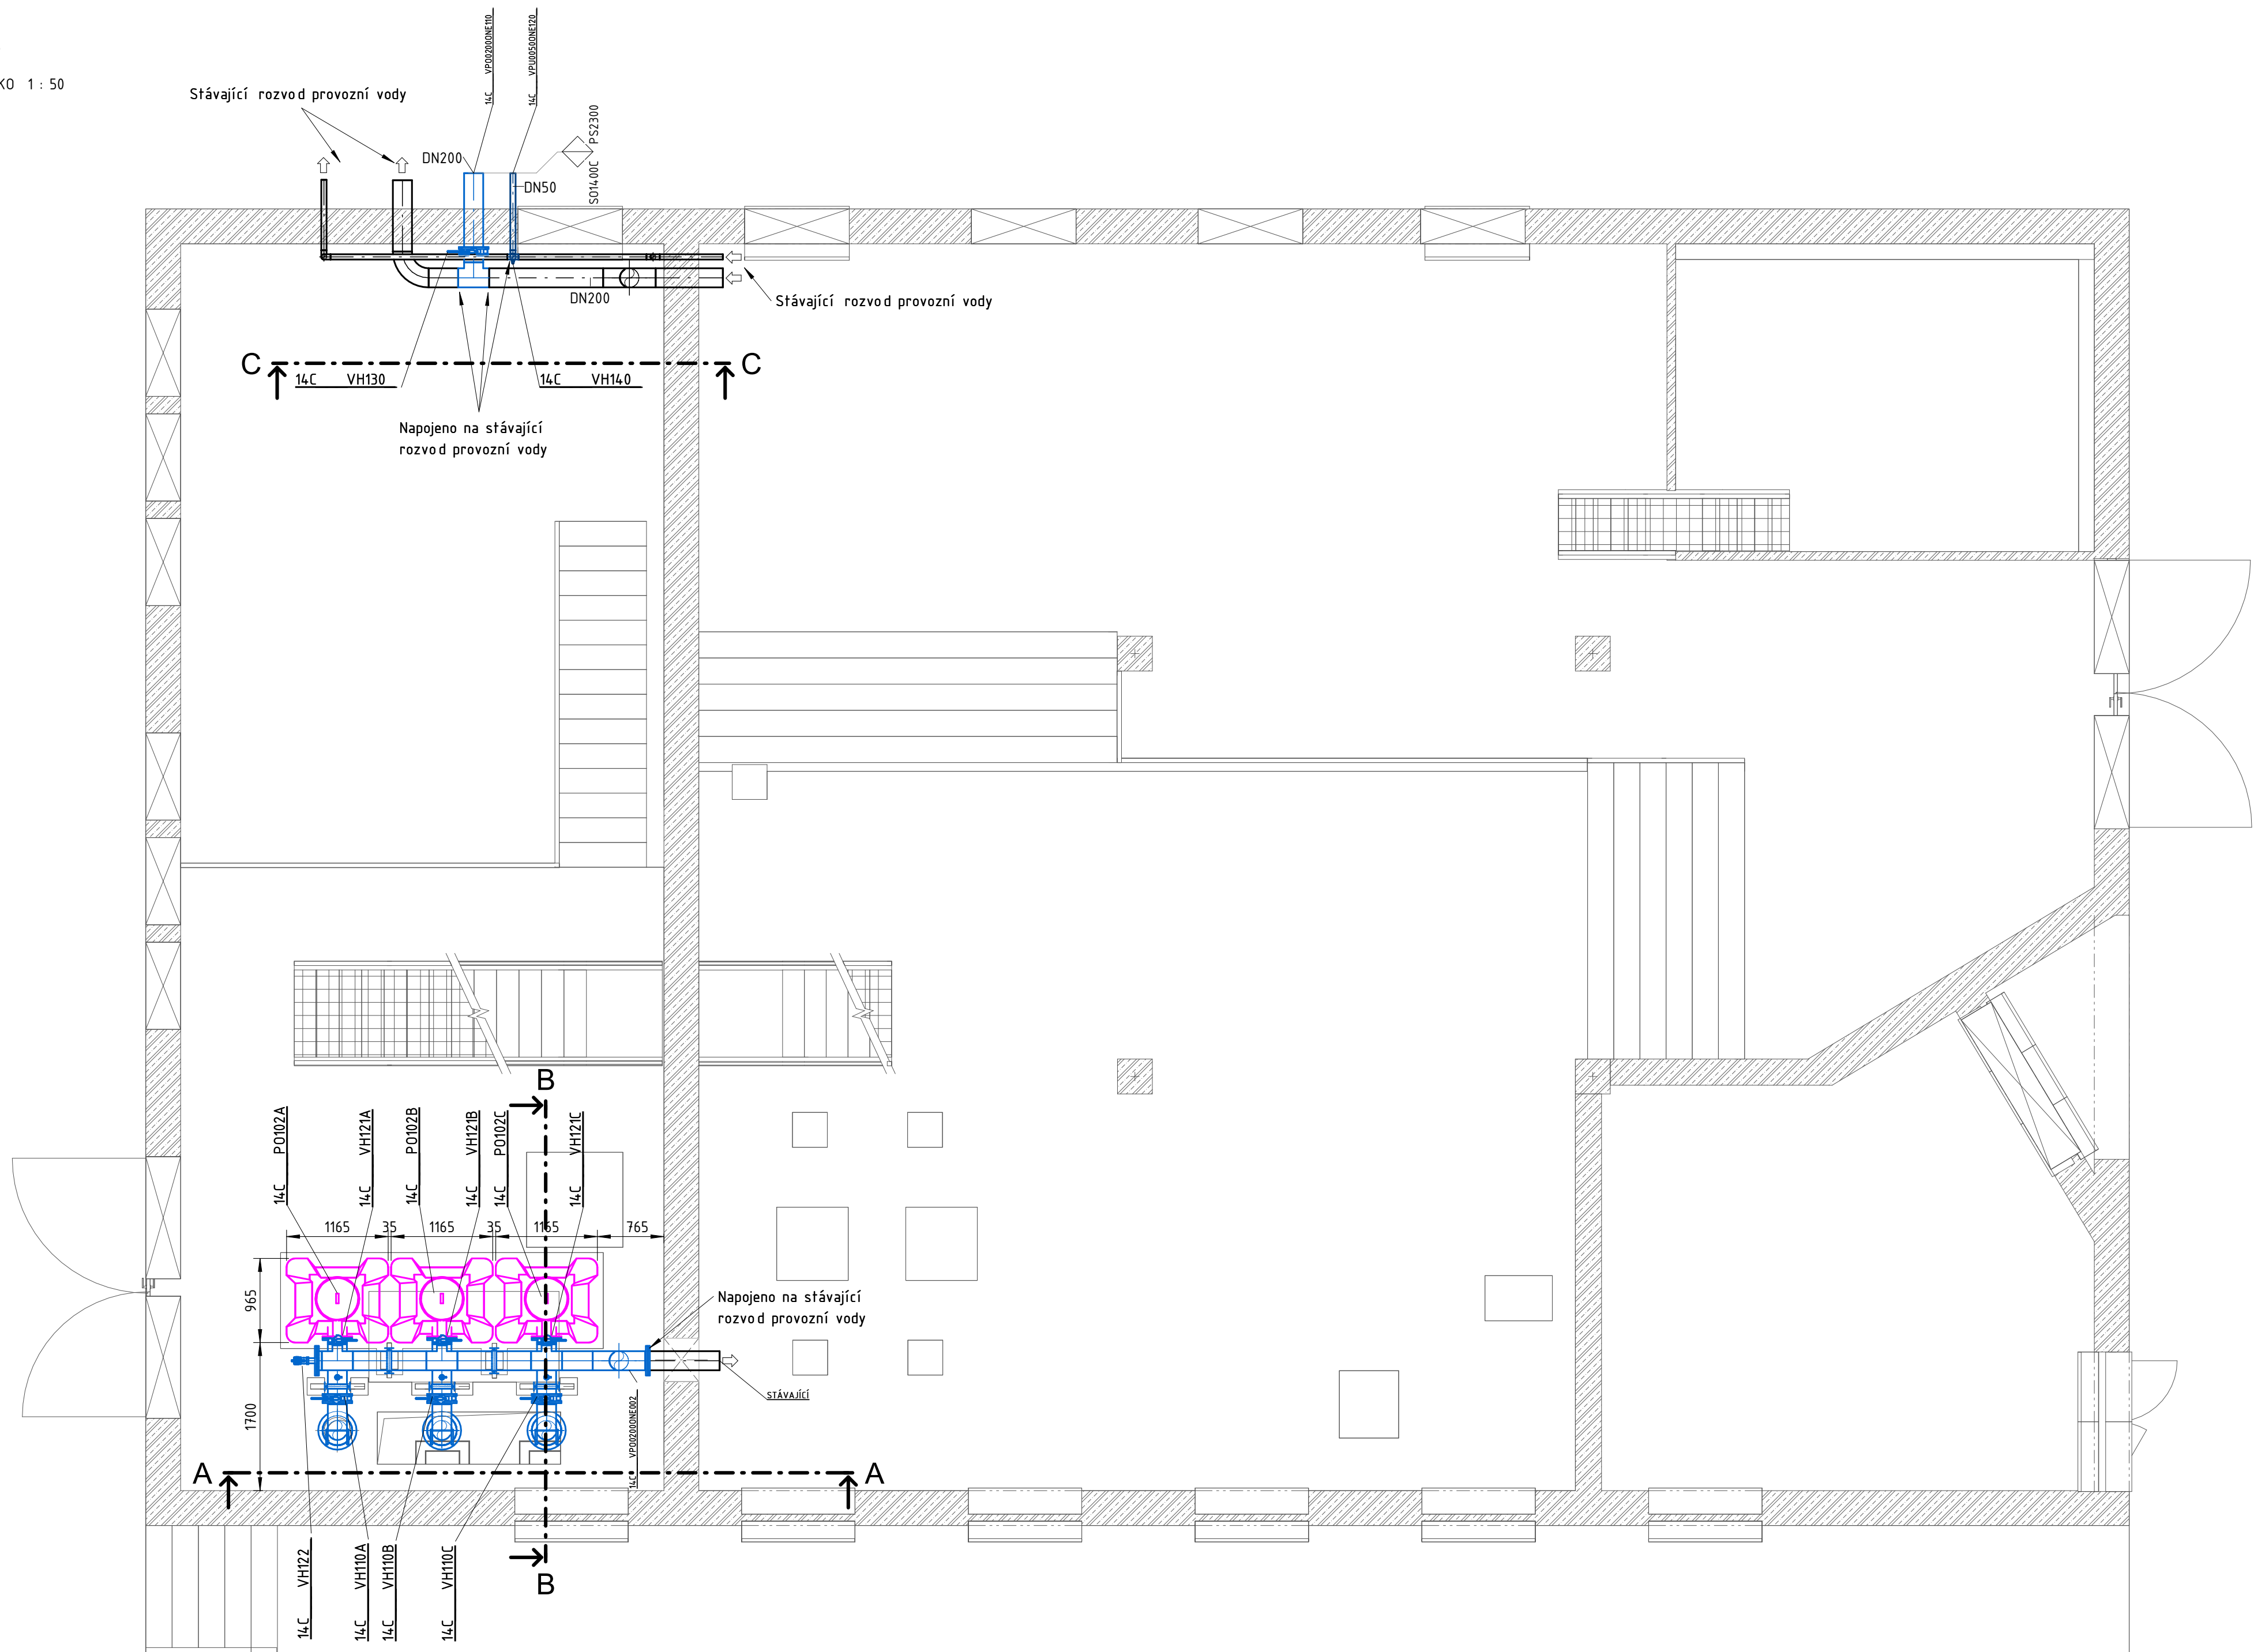 KO 1 : 50
Stávající rozvod provozní vody
14C VPO02000NE110
14C VPU00500NE120
SO1400C PS2300
DN200
DN50
DN200
Stávající rozvod provozní vody
C
C
14C VH130
14C VH140
Napojeno na stávající
rozvod provozní vody
B
14C PO102A
14C VH121A
14C PO102B
14C VH121B
14C PO102C
14C VH121C
1165
35
1165
35
1165
765
965
1700
Napojeno na stávající
rozvod provozní vody
STÁVAJÍCÍ
14C VPO02000NE002
A
A
14C VH122
14C VH110A
14C VH110B
14C VH110C
B